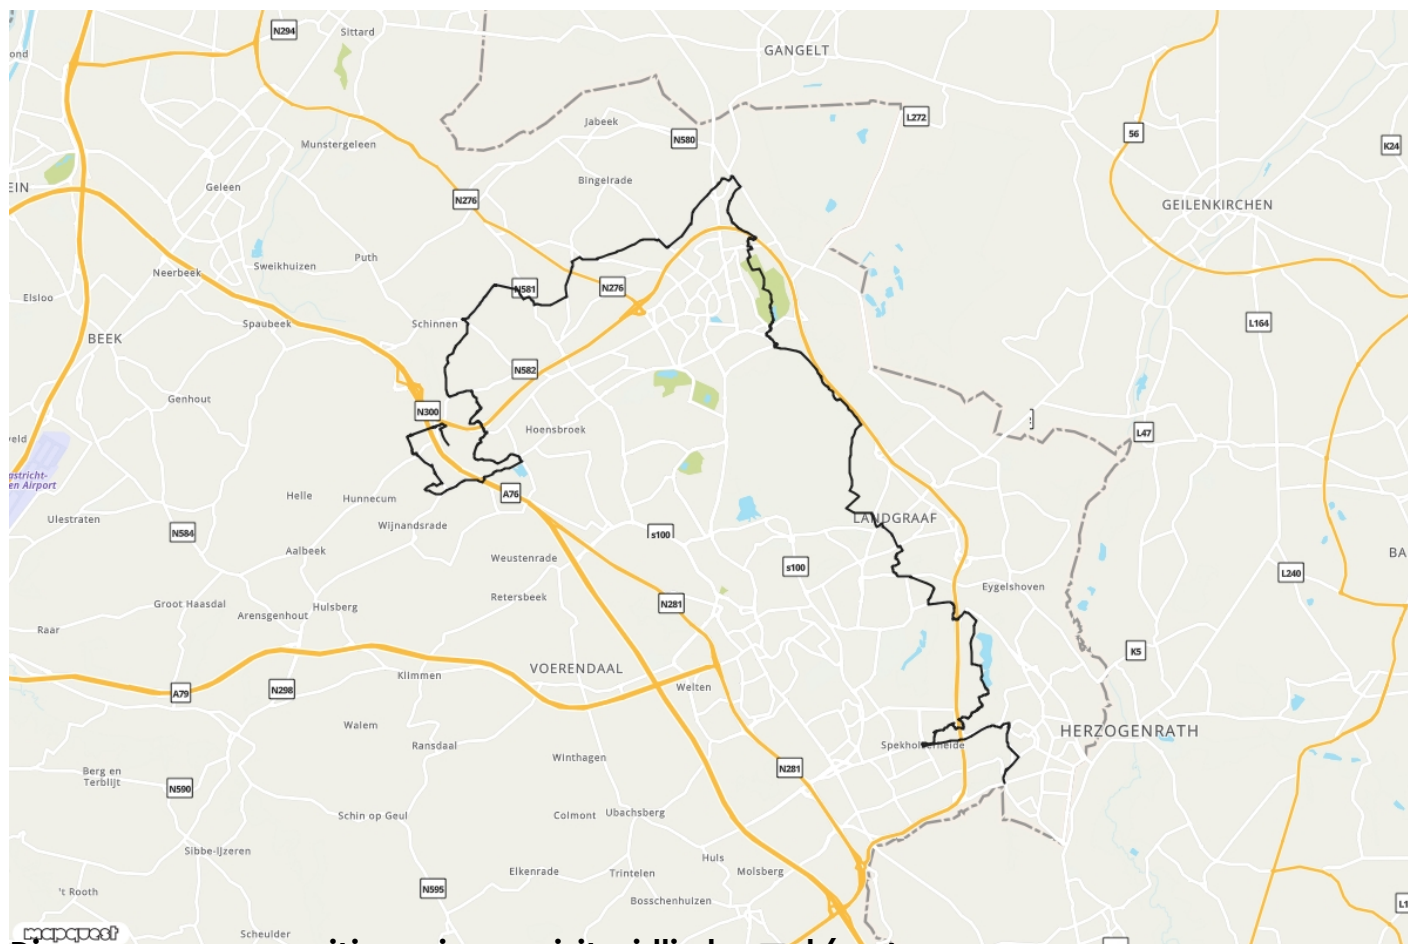 N294
Sittard
GANGELT
L272
56
Jabeek
N580
K24
Munstergeleen
EIN
Geleen
N276
Bingelrade
GEILENKIRCHEN
Puth
Sweikhuizen
Neerbeek
N581
N276
Elsloo
Spaubeek
Schinnen
L164
BEEK
N582
Genhout
N300
Hoensbroek
L47
Helle
Hunnecum
A76
Ulestraten
Wijnandsrade
LANDGRAAF
N584
s100
Aalbeek
Weustenrade
s100
L240
Eygelshoven
Groot Haasdal
Hulsberg
Retersbeek
N281
Arensgenhout
Raar
K5
VOERENDAAL
Klimmen
A79
N298
Welten
Walem
Ransdaal
HERZOGENRATH
Winthagen
N281
Berg en
Terblijt
N590
Schin op Geul
Colmont
Ubachsberg
Sibbe-IJzeren
Huls
't Rooth
N595
Elkenrade
Trintelen
Molsberg
Bosschenhuizen
Scheulder
mapquest